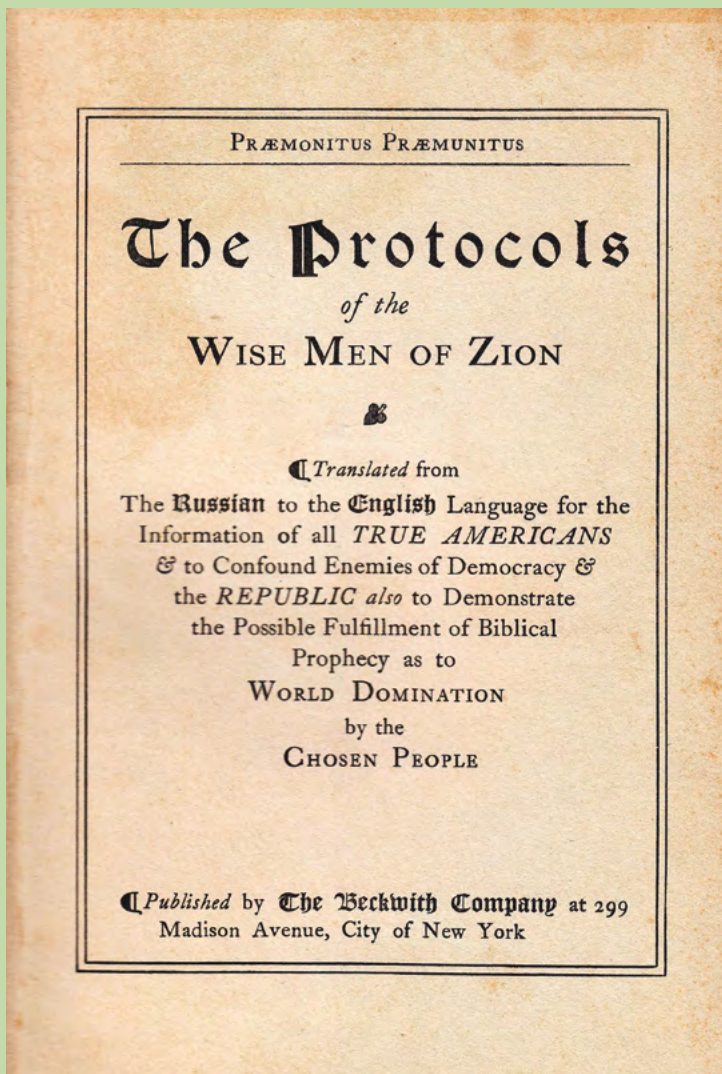 PRÆMONITUS PRÆMUNITUS
The Protocols
of the
WISE MEN OF ZION
¶ Translated from
The Russian to the English Language for the
Information of all TRUE AMERICANS
& to Confound Enemies of Democracy &
the REPUBLIC also to Demonstrate
the Possible Fulfillment of Biblical
Prophecy as to
WORLD DOMINATION
by the
CHOSEN PEOPLE
¶ Published by The Beckwith Company at 299
Madison Avenue, City of New York